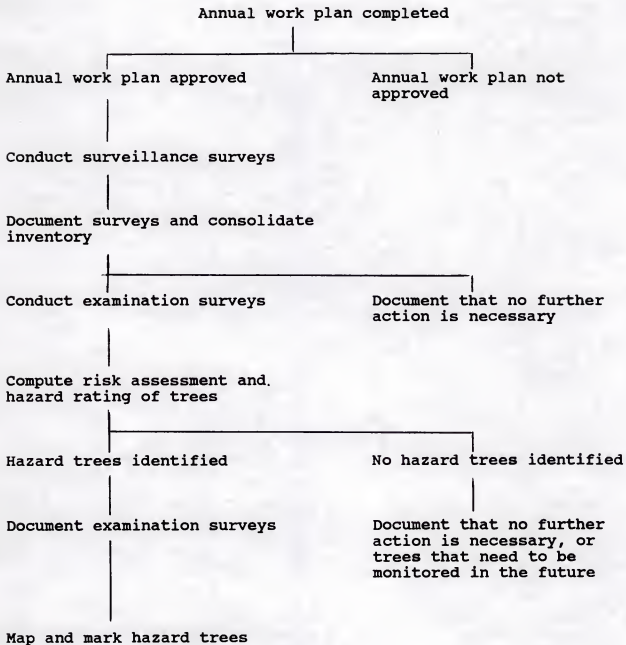 Annual work plan completed
Annual work plan approved
Annual work plan not
approved
Conduct surveillance surveys
Document surveys and consolidate
inventory
Conduct examination surveys
Document that no further
action is necessary
Compute risk assessment and.
hazard rating of trees
Hazard trees identified
No hazard trees identified
Document examination surveys
Document that no further
action is necessary, or
trees that need to be
monitored in the future
Map and mark hazard trees